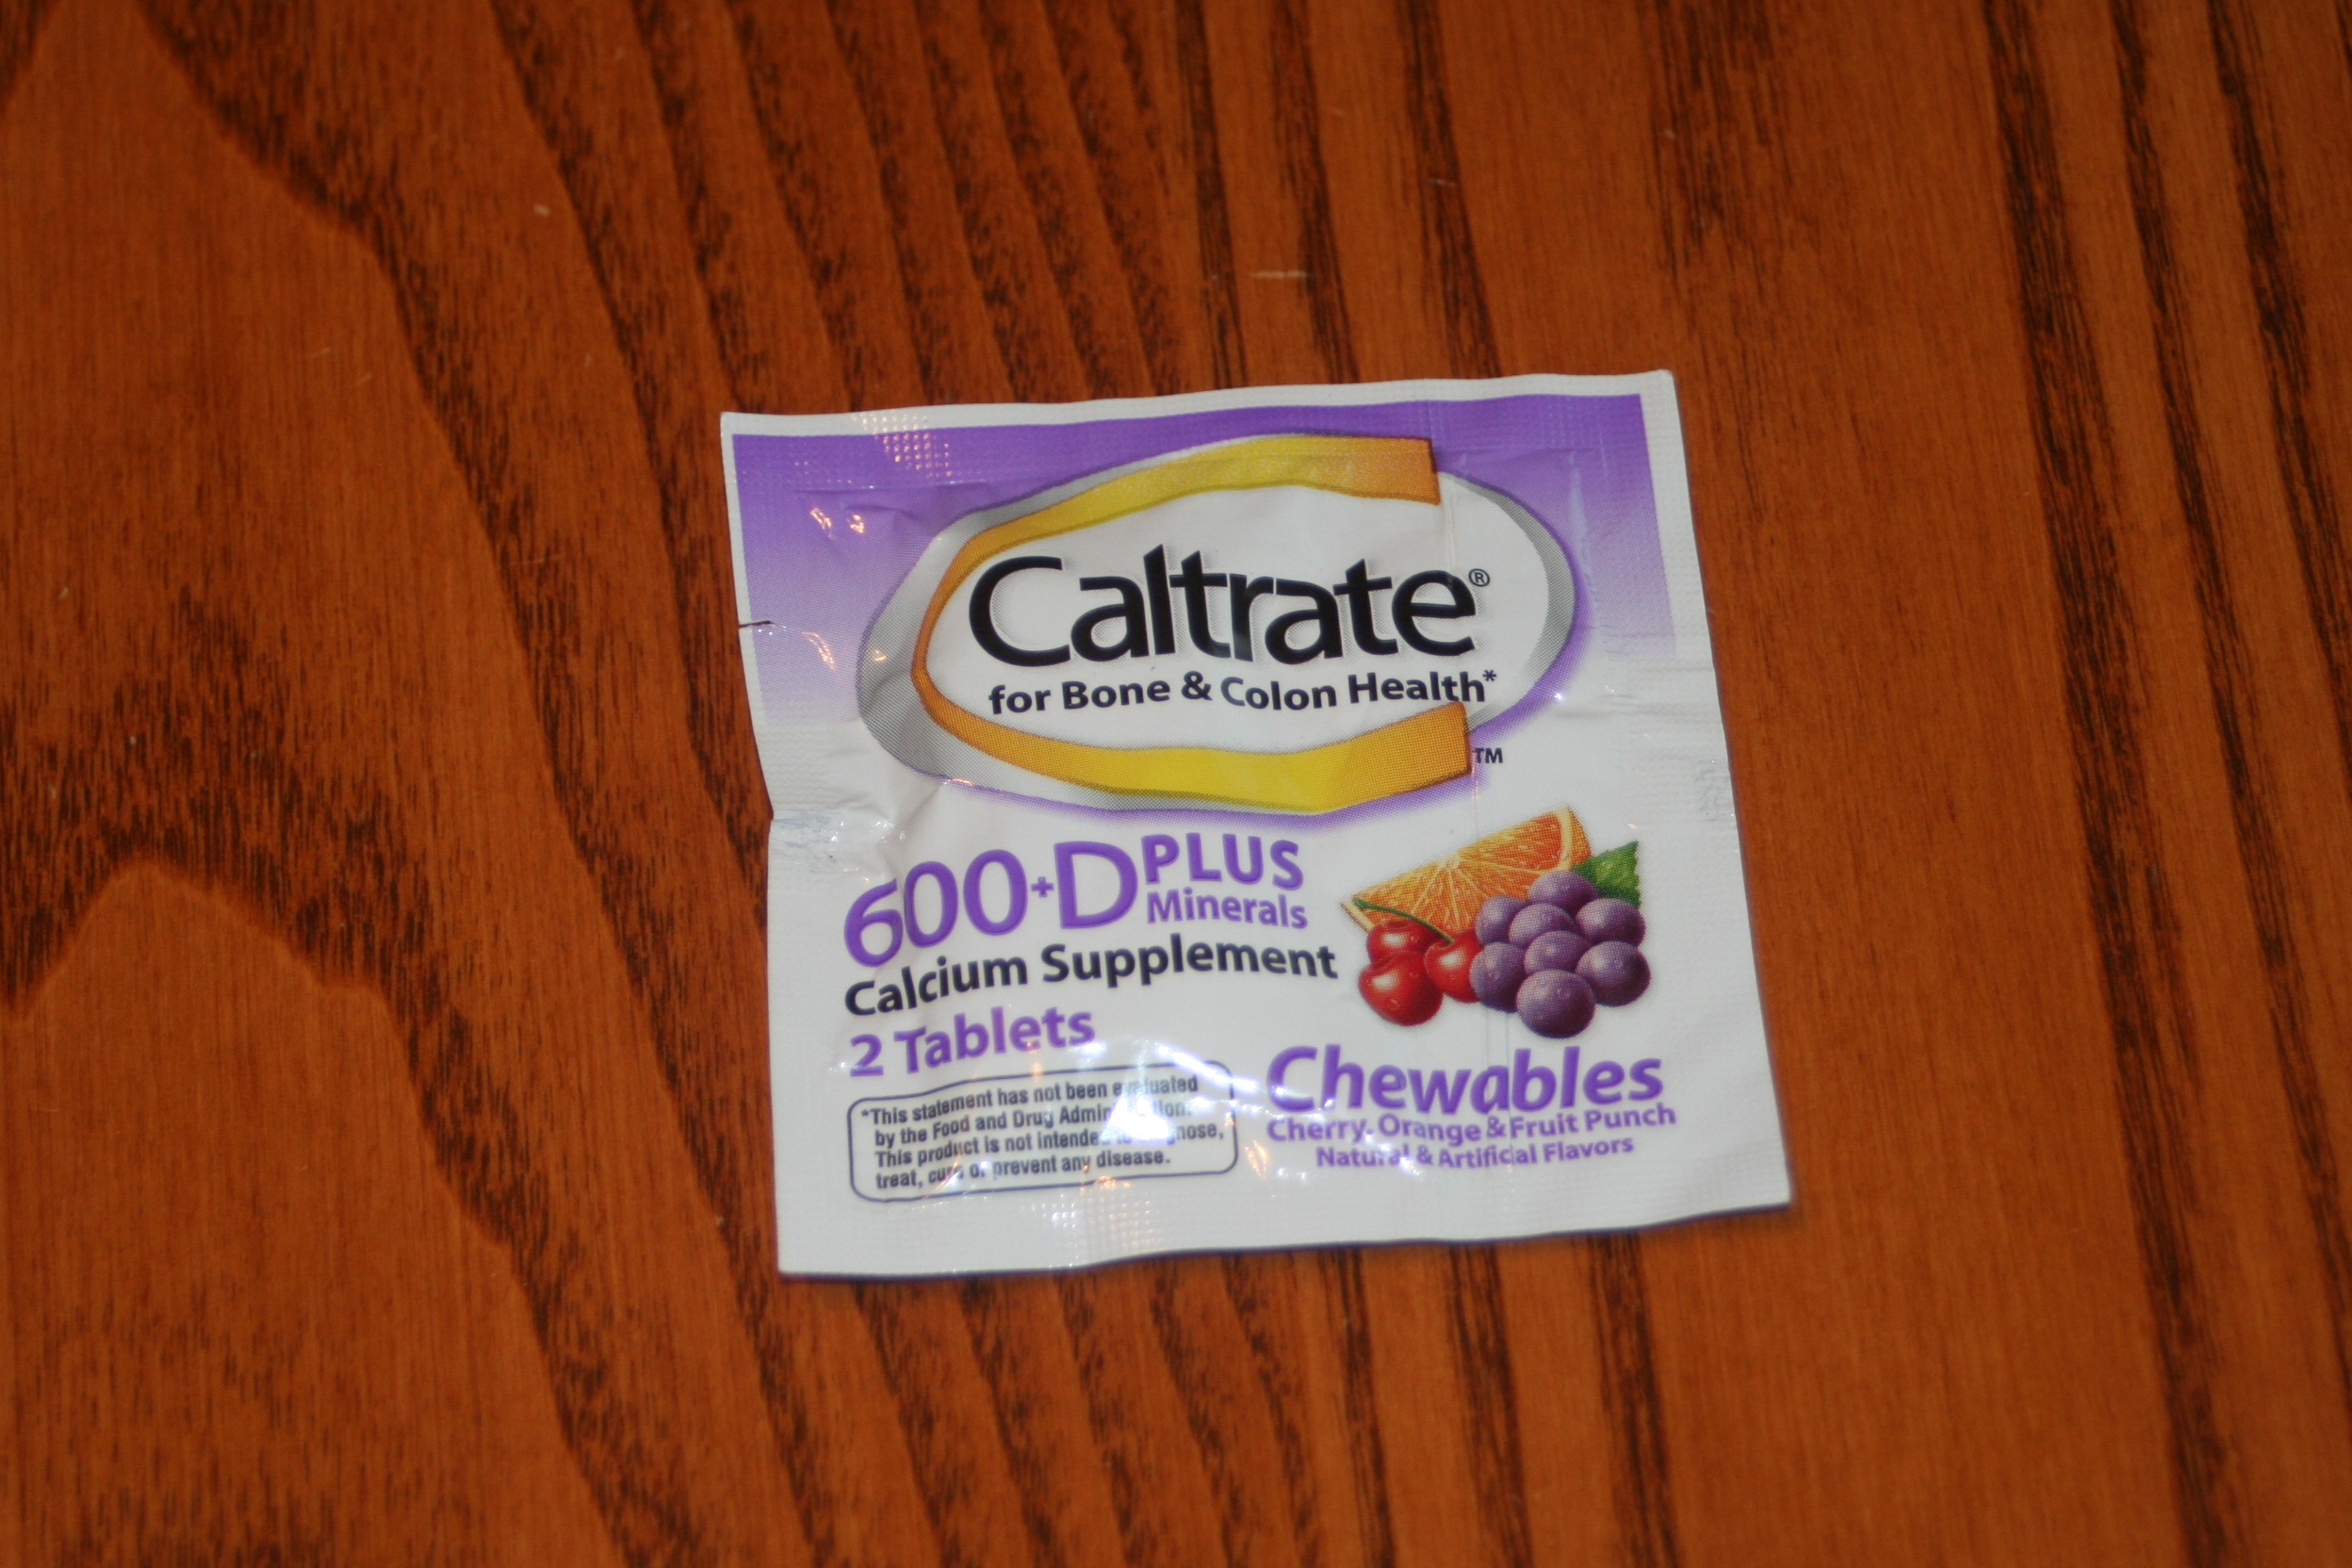 Caltrate®
for Bone & Colon Health*
TM
600+D PLUS
Minerals
Calcium Supplement
2 Tablets
*This statement has not been
by the Food and Drug
This product is not
treat, or prevent any disease.
Chewables
Cherry, Orange & Fruit Punch
Natural & Artificial Flavors